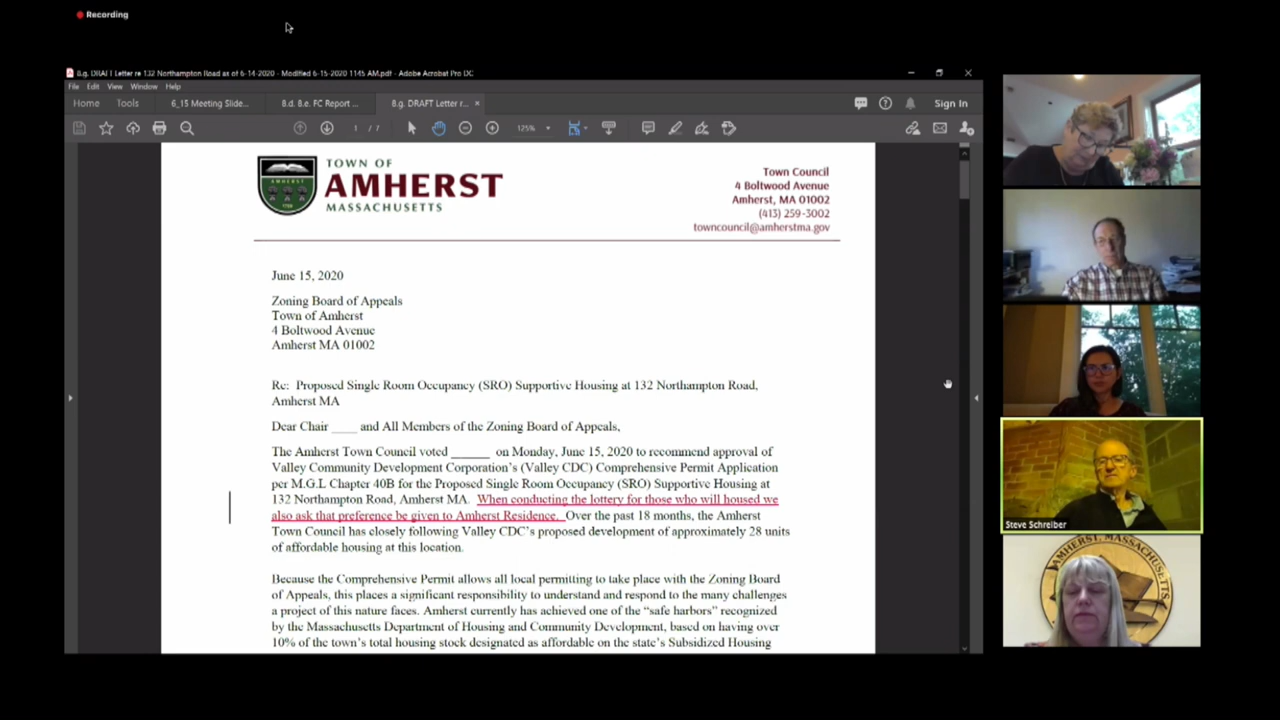 Recording
8.g. DRAFT Letter re 132 Northampton Road as of 6-14-2020 - Modified 6-15-2020 1145 AM.pdf - Adobe Acrobat Pro DC
File Edit View Window Help
Home Tools 6_15 Meeting Slide... 8.d. 8.e. FC Report ... 8.g. DRAFT Letter r... × Sign In
1 / 7 125%
TOWN OF
AMHERST
MASSACHUSETTS
AMHERST
1759
Town Council
4 Boltwood Avenue
Amherst, MA 01002
(413) 259-3002
towncouncil@amherstma.gov
June 15, 2020
Zoning Board of Appeals
Town of Amherst
4 Boltwood Avenue
Amherst MA 01002
Re: Proposed Single Room Occupancy (SRO) Supportive Housing at 132 Northampton Road,
Amherst MA
Dear Chair ____ and All Members of the Zoning Board of Appeals,
The Amherst Town Council voted ______ on Monday, June 15, 2020 to recommend approval of
Valley Community Development Corporation's (Valley CDC) Comprehensive Permit Application
per M.G.L Chapter 40B for the Proposed Single Room Occupancy (SRO) Supportive Housing at
132 Northampton Road, Amherst MA. When conducting the lottery for those who will housed we
also ask that preference be given to Amherst Residence. Over the past 18 months, the Amherst
Town Council has closely following Valley CDC's proposed development of approximately 28 units
of affordable housing at this location.
Because the Comprehensive Permit allows all local permitting to take place with the Zoning Board
of Appeals, this places a significant responsibility to understand and respond to the many challenges
a project of this nature faces. Amherst currently has achieved one of the "safe harbors" recognized
by the Massachusetts Department of Housing and Community Development, based on having over
10% of the town's total housing stock designated as affordable on the state's Subsidized Housing
Steve Schreiber
AMHERST, MASSACHUSETTS